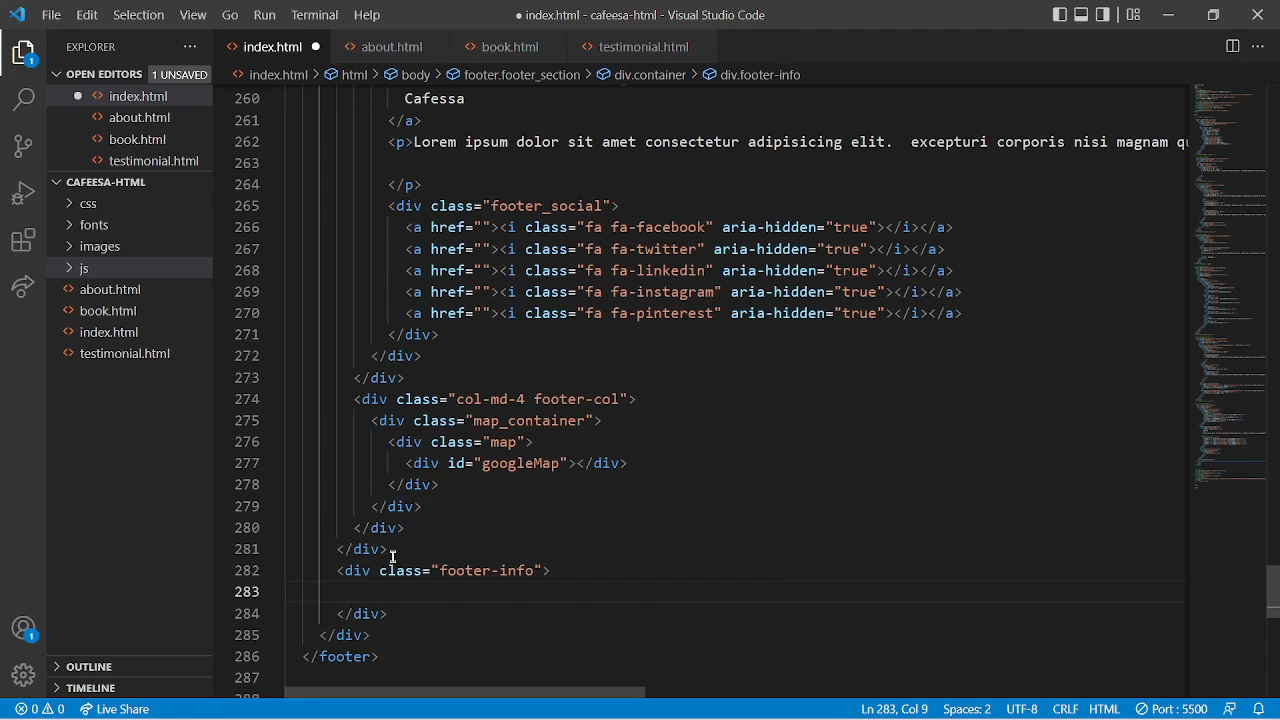 File Edit Selection View Go Run Terminal Help
● index.html - cafeesa-html - Visual Studio Code
EXPLORER
index.html
about.html
book.html
testimonial.html
OPEN EDITORS 1 UNSAVED
index.html > html > body > footer.footer_section > div.container > div.footer-info
index.html
about.html
book.html
testimonial.html
CAFEESA-HTML
css
fonts
images
js
about.html
book.html
index.html
testimonial.html
OUTLINE
TIMELINE
260 Cafessa
261 </a>
262 <p>Lorem ipsum dolor sit amet consectetur adipisicing elit.  excepturi corporis nisi magnam qu
263
264 </p>
265 <div class="footer_social">
266 <a href=""><i class="fa fa-facebook" aria-hidden="true"></i></a>
267 <a href=""><i class="fa fa-twitter" aria-hidden="true"></i></a>
268 <a href=""><i class="fa fa-linkedin" aria-hidden="true"></i></a>
269 <a href=""><i class="fa fa-instagram" aria-hidden="true"></i></a>
270 <a href=""><i class="fa fa-pinterest" aria-hidden="true"></i></a>
271 </div>
272 </div>
273 </div>
274 <div class="col-md-4 footer-col">
275 <div class="map_container">
276 <div class="map">
277 <div id="googleMap"></div>
278 </div>
279 </div>
280 </div>
281 </div>
282 <div class="footer-info">
283
284 </div>
285 </div>
286 </footer>
287
1
1
0 0 Live Share
Ln 283, Col 9 Spaces: 2 UTF-8 CRLF HTML Port : 5500